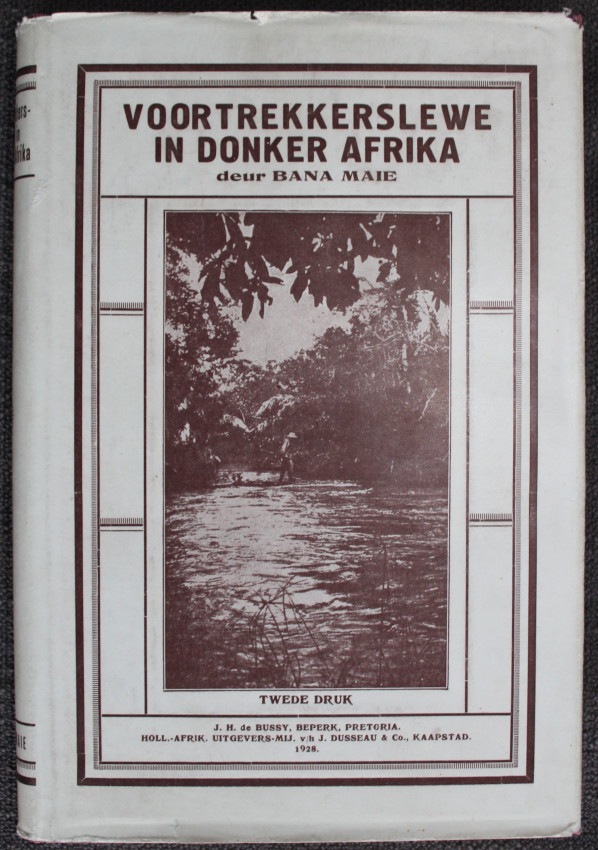 VOORTREKKERSLEWE
IN DONKER AFRIKA
deur BANA MAIE
TWEDE DRUK
J. H. de BUSSY, BEPERK, PRETORIA.
HOLL.-AFRIK. UITGEVERS-MIJ. v/h J. DUSSEAU & Co., KAAPSTAD.
1928.